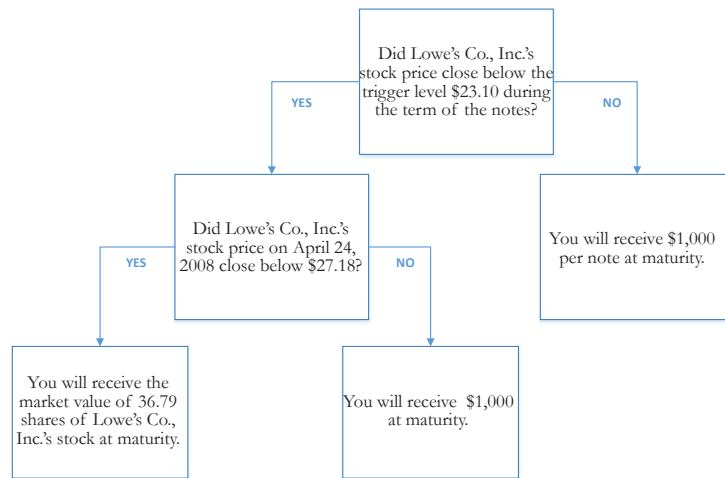 Did Lowe's Co., Inc.'s
stock price close below the
trigger level $23.10 during
the term of the notes?
YES
NO
Did Lowe's Co., Inc.'s
stock price on April 24,
2008 close below $27.18?
You will receive $1,000
per note at maturity.
YES
NO
You will receive the
market value of 36.79
shares of Lowe's Co.,
Inc.'s stock at maturity.
You will receive $1,000
at maturity.